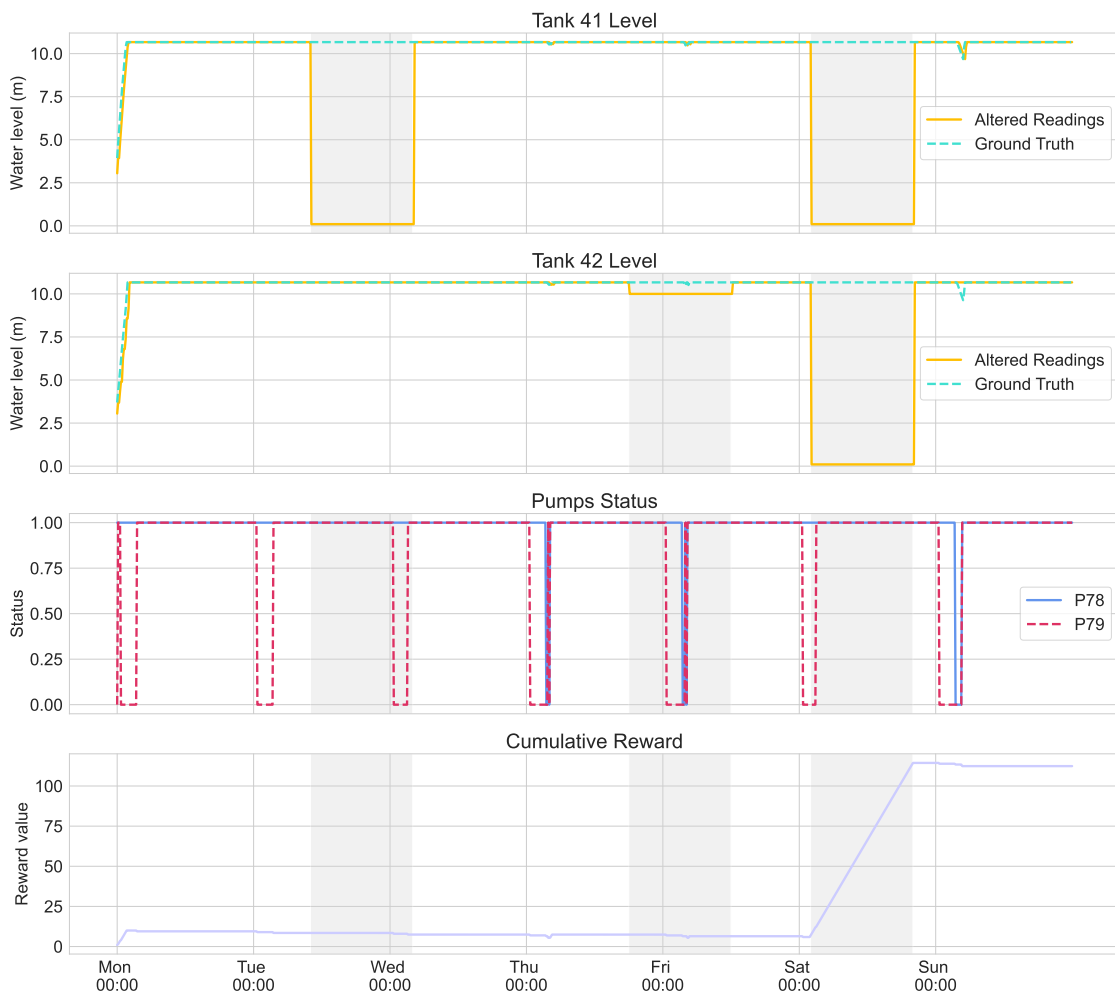 Tank 41 Level
10.0
7.5
5.0
2.5
0.0
Water level (m)
Altered Readings
Ground Truth
Tank 42 Level
10.0
7.5
5.0
2.5
0.0
Water level (m)
Altered Readings
Ground Truth
Pumps Status
1.00
0.75
0.50
0.25
0.00
Status
P78
P79
Cumulative Reward
100
75
50
25
0
Reward value
Mon Tue Wed Thu Fri Sat Sun
00:00 00:00 00:00 00:00 00:00 00:00 00:00